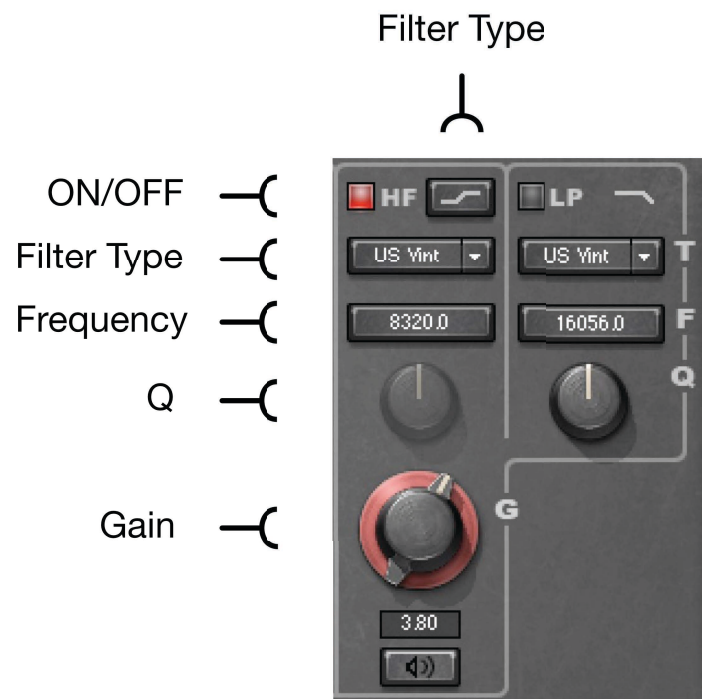 Filter Type
ON/OFF
HF
LP
Filter Type
US Vint
US Vint
T
Frequency
8320.0
16056.0
F
Q
Q
Gain
G
3.80